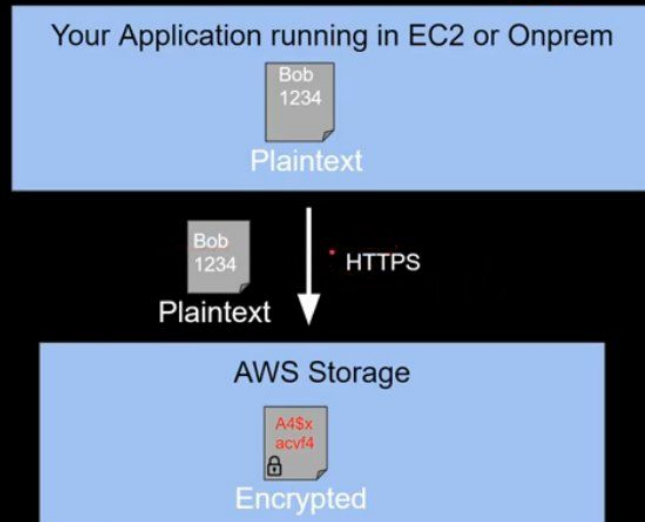 Your Application running in EC2 or Onprem
Bob
1234
Plaintext
Bob
1234
HTTPS
Plaintext
AWS Storage
A4$x
acvf4
Encrypted